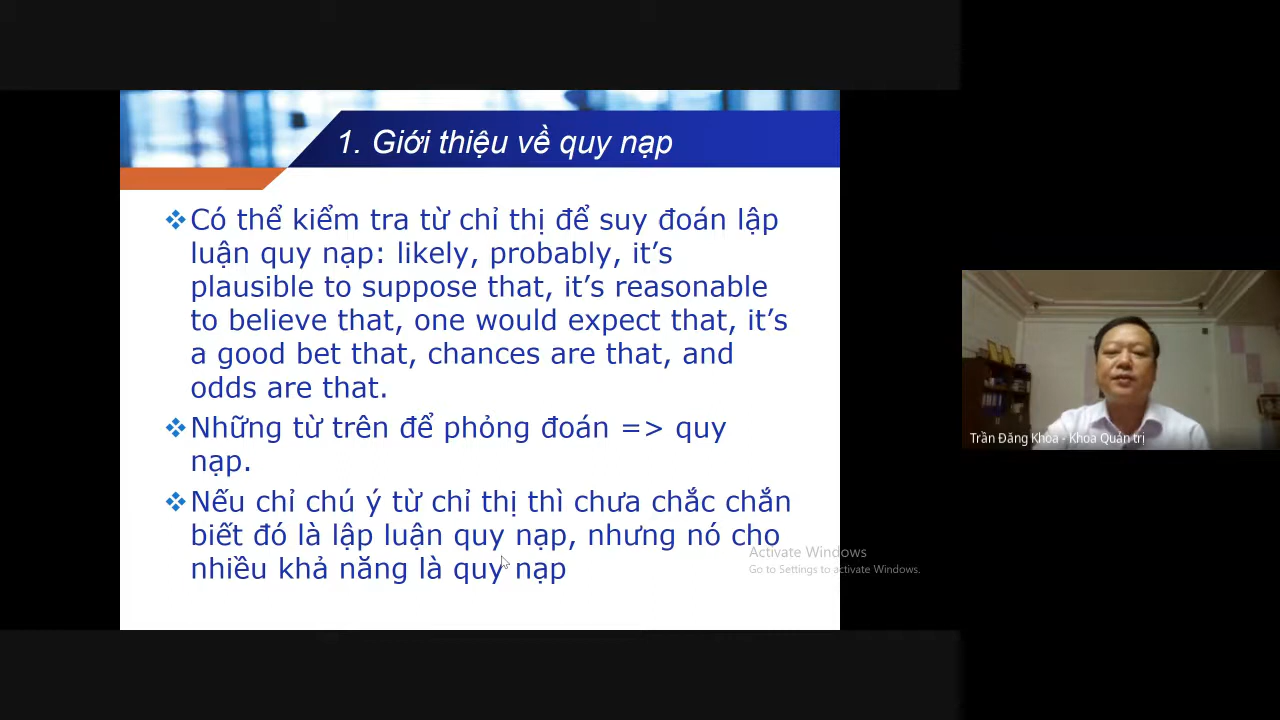 1. Giới thiệu về quy nạp
Có thể kiểm tra từ chỉ thị để suy đoán lập
luận quy nạp: likely, probably, it’s
plausible to suppose that, it’s reasonable
to believe that, one would expect that, it’s
a good bet that, chances are that, and
odds are that.
Những từ trên để phỏng đoán => quy
nạp.
Nếu chỉ chú ý từ chỉ thị thì chưa chắc chắn
biết đó là lập luận quy nạp, nhưng nó cho
nhiều khả năng là quy nạp
Activate Windows
Go to Settings to activate Windows.
Trần Đăng Khoa - Khoa Quản trị